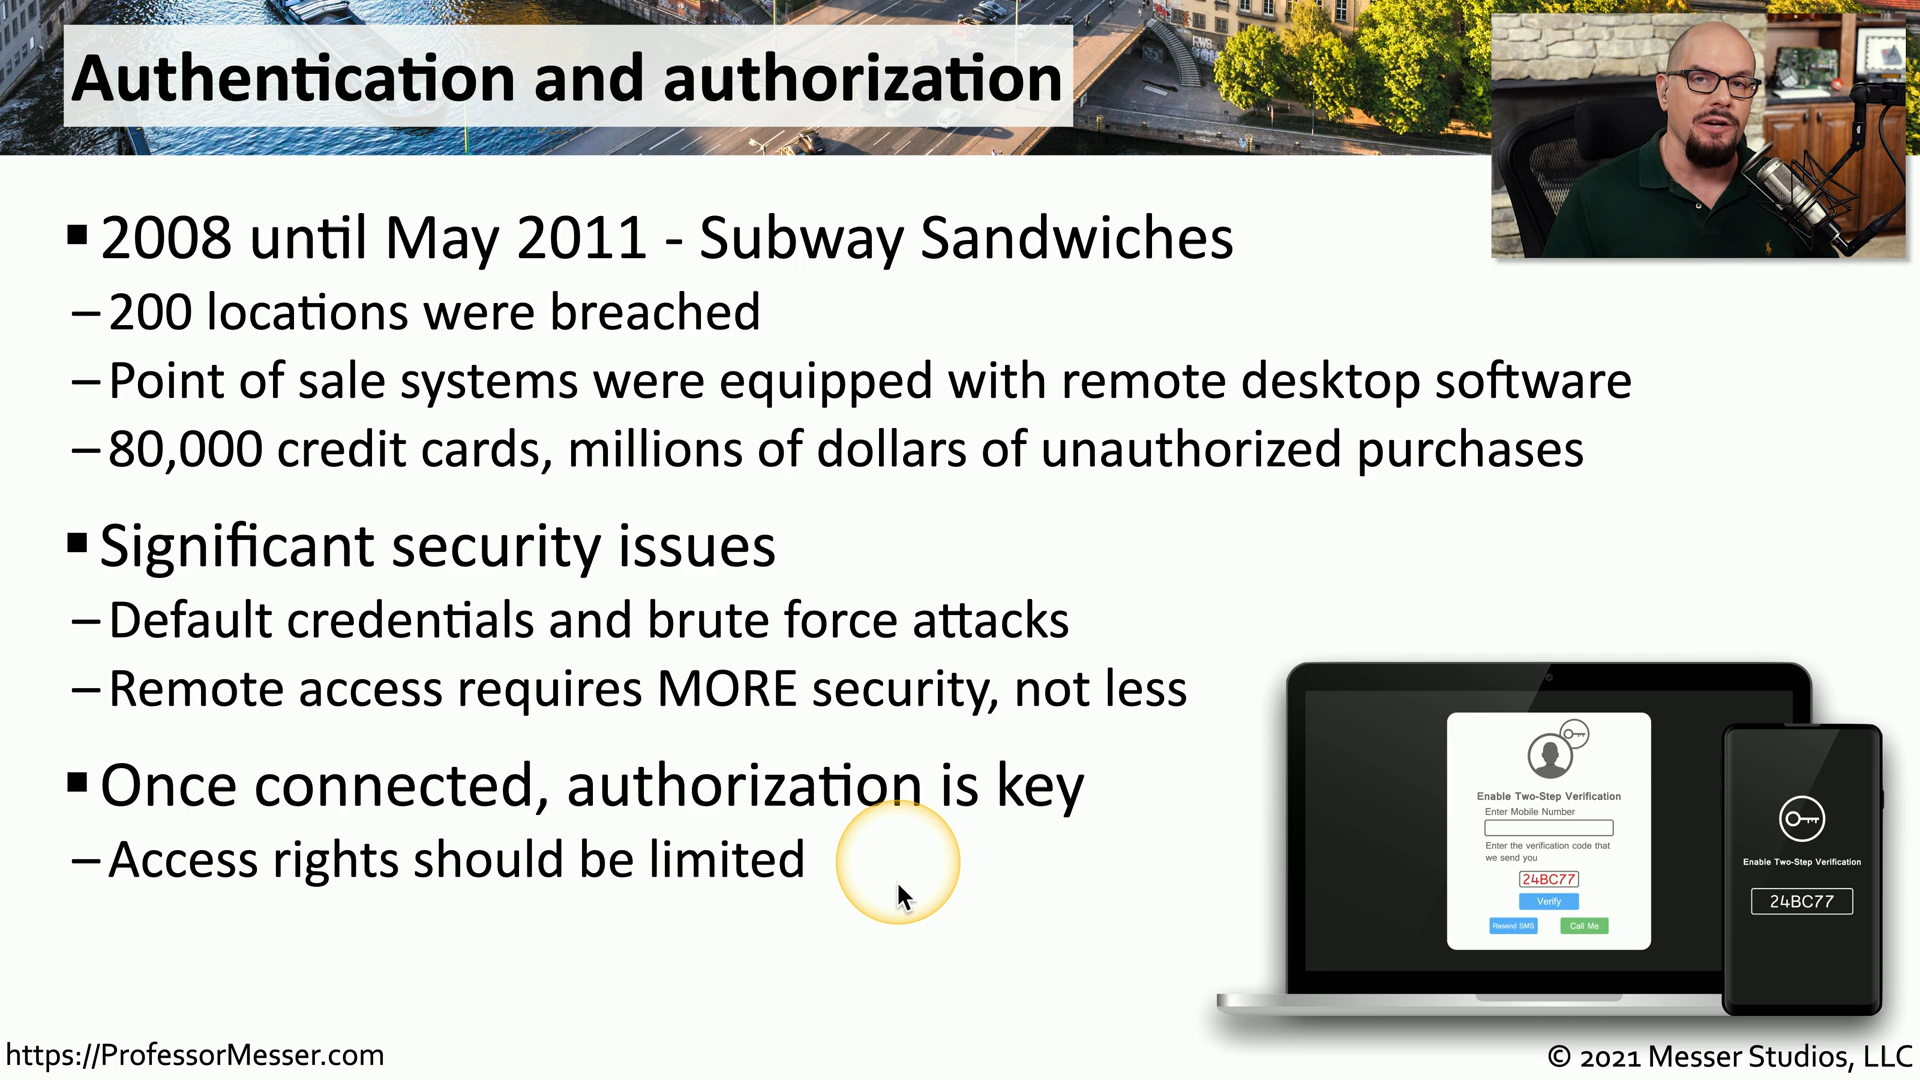 Authentication and authorization
▪ 2008 until May 2011 - Subway Sandwiches
– 200 locations were breached
– Point of sale systems were equipped with remote desktop software
– 80,000 credit cards, millions of dollars of unauthorized purchases
▪ Significant security issues
– Default credentials and brute force attacks
– Remote access requires MORE security, not less
▪ Once connected, authorization is key
– Access rights should be limited
Enable Two-Step Verification
Enter Mobile Number
Enter the verification code that
we send you
24BC77
Verify
Resend SMS Call Me
Enable Two-Step Verification
24BC77
https://ProfessorMesser.com
© 2021 Messer Studios, LLC